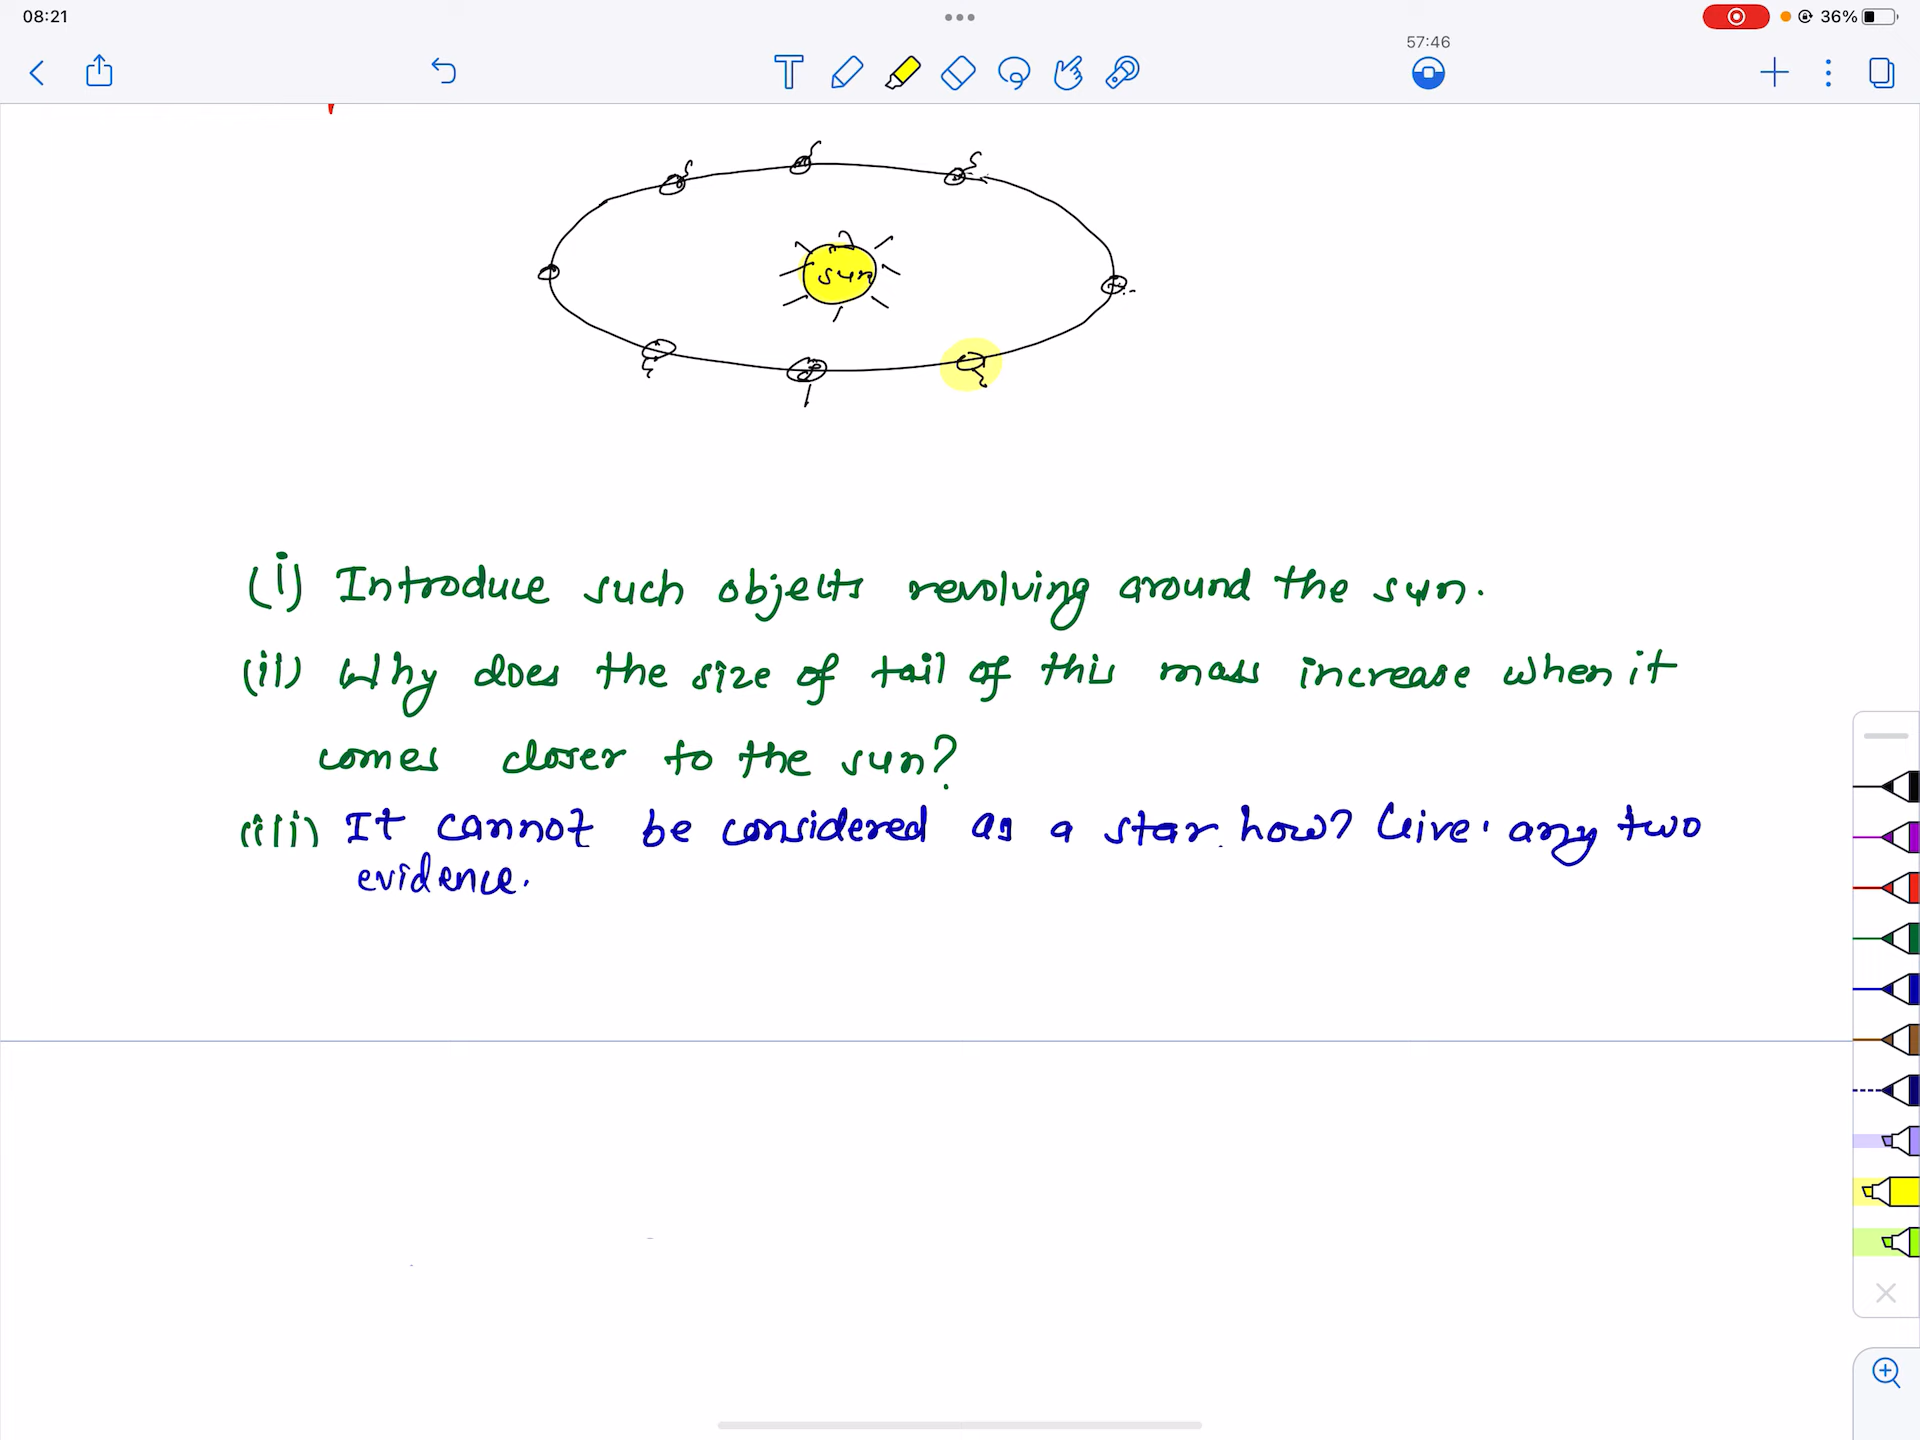 08:21
36%
57:46
sun
(i) Introduce such objects revolving around the sun.
(ii) Why does the size of tail of this mass increase when it
comes closer to the sun?
(iii) It cannot be considered as a star. how? Give any two
evidence.